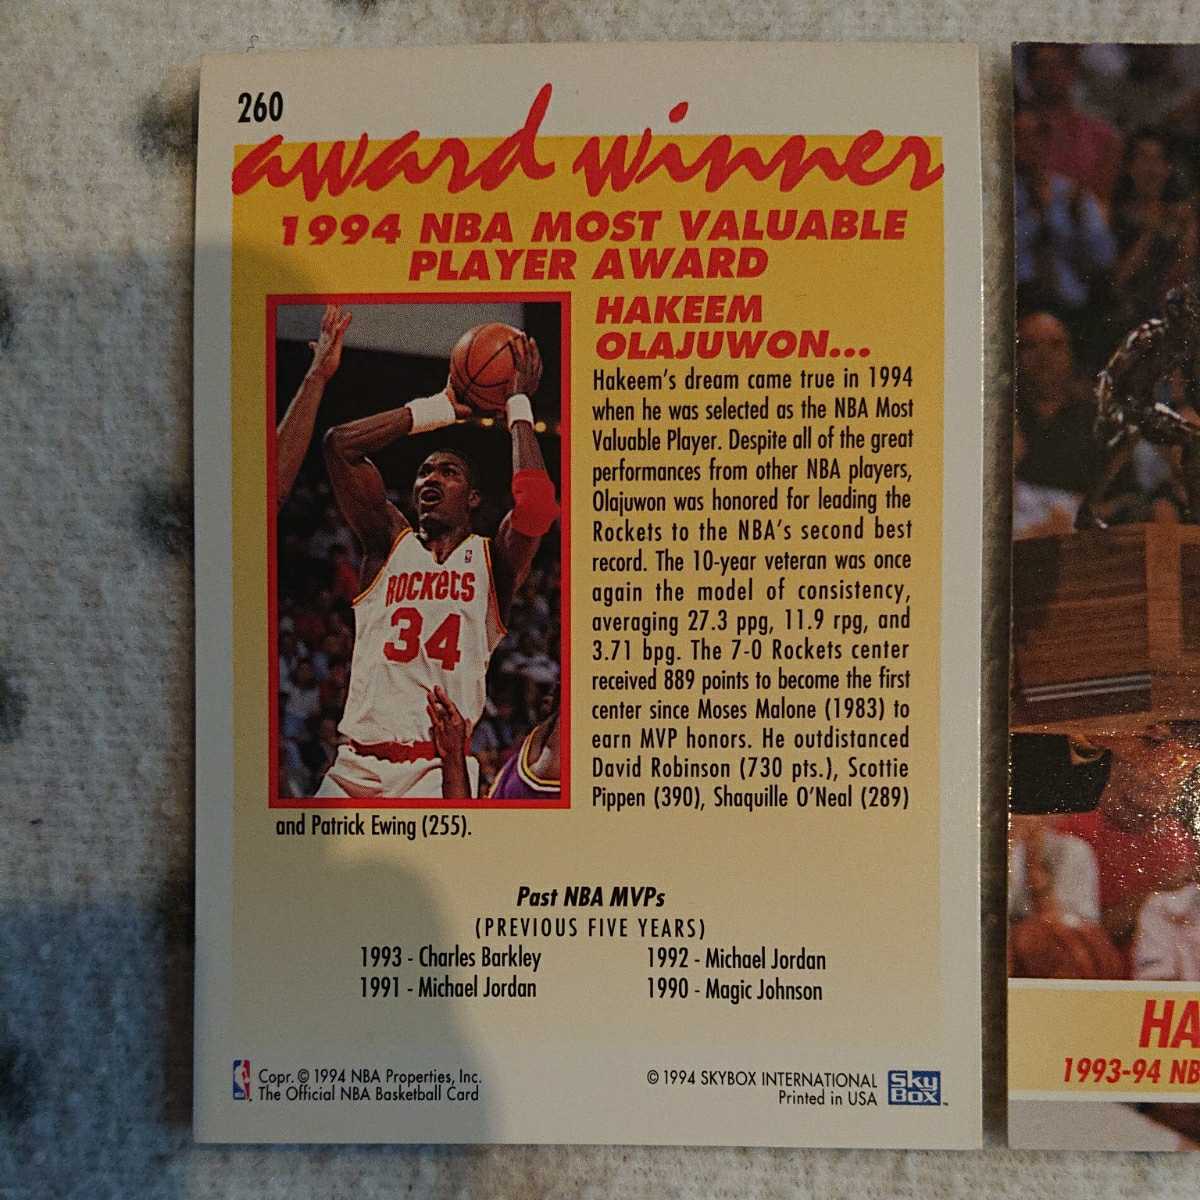 260
award winner
1994 NBA MOST VALUABLE
PLAYER AWARD
HAKEEM
OLAJUWON...
Hakeem's dream came true in 1994
when he was selected as the NBA Most
Valuable Player. Despite all of the great
performances from other NBA players,
Olajuwon was honored for leading the
Rockets to the NBA's second best
record. The 10-year veteran was once
again the model of consistency,
averaging 27.3 ppg, 11.9 rpg, and
3.71 bpg. The 7-0 Rockets center
received 889 points to become the first
center since Moses Malone (1983) to
earn MVP honors. He outdistanced
David Robinson (730 pts.), Scottie
Pippen (390), Shaquille O'Neal (289)
and Patrick Ewing (255).
ROCKETS
34
Past NBA MVPs
(PREVIOUS FIVE YEARS)
1993 - Charles Barkley 1992 - Michael Jordan
1991 - Michael Jordan 1990 - Magic Johnson
Copr. © 1994 NBA Properties, Inc.
The Official NBA Basketball Card
© 1994 SKYBOX INTERNATIONAL
Printed in USA
Sky
Box
™
HA
1993-94 NB